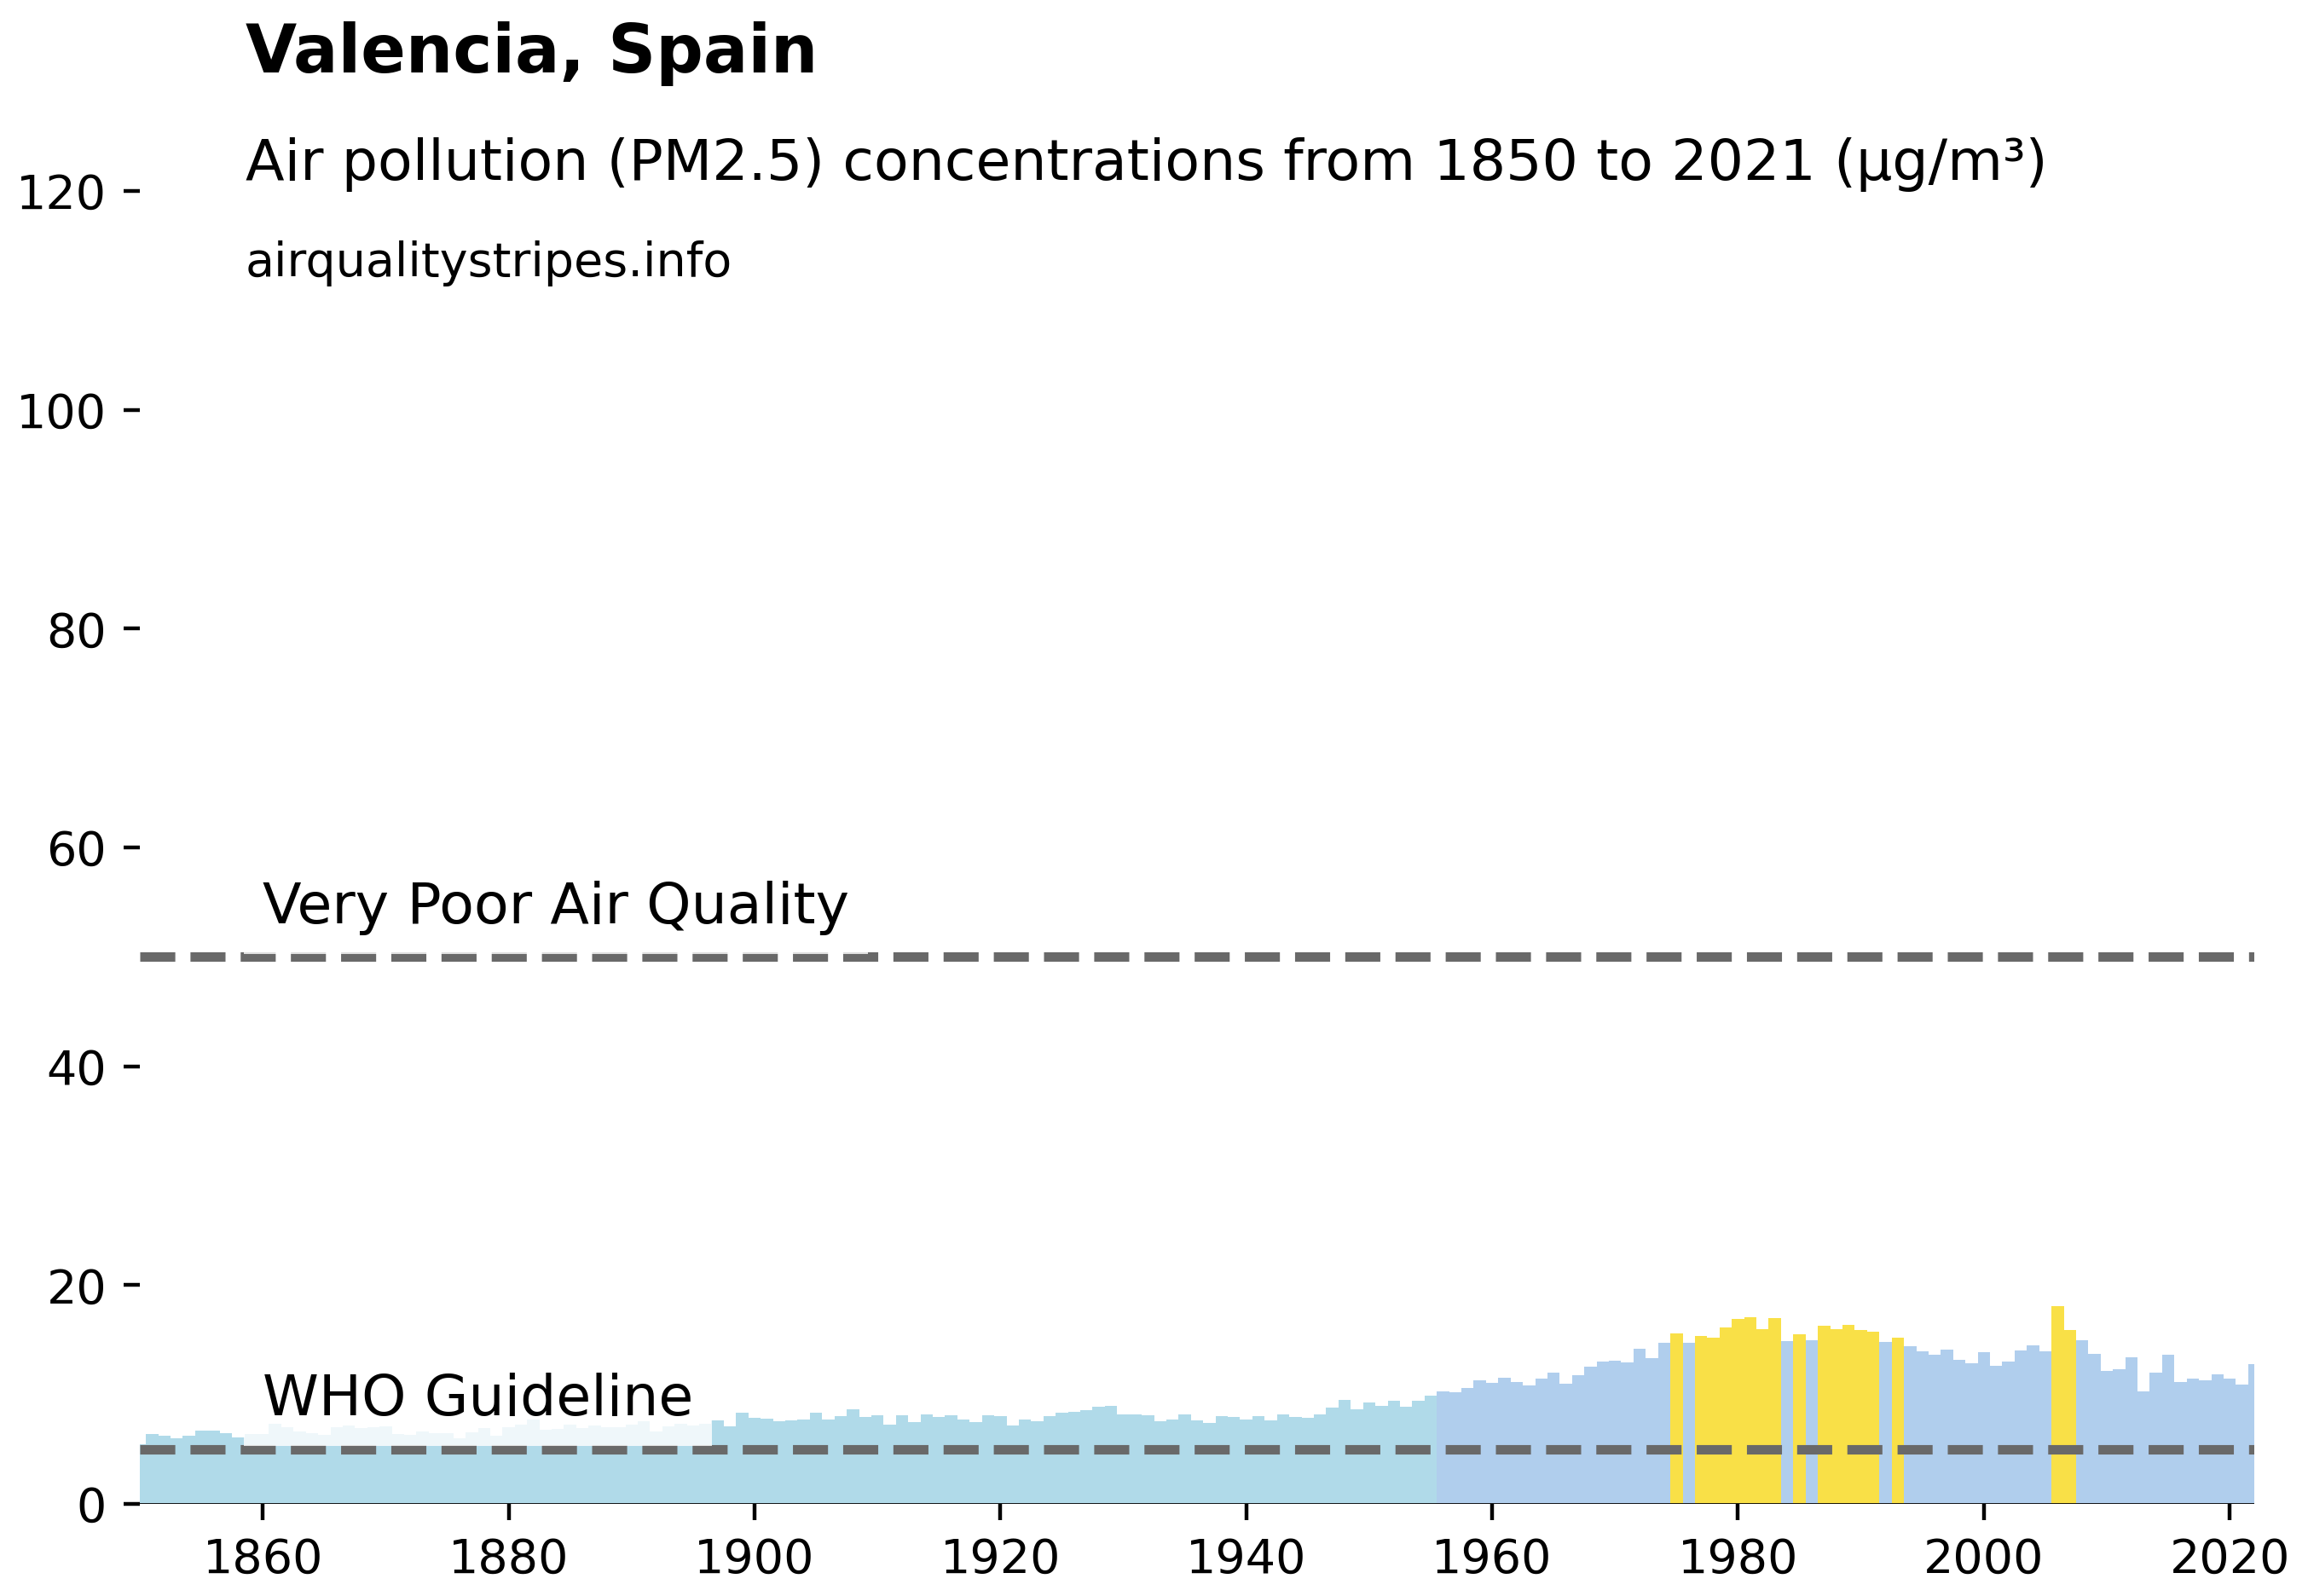 Valencia, Spain
Air pollution (PM2.5) concentrations from 1850 to 2021 (µg/m³)
120
airqualitystripes.info
100
80
60
Very Poor Air Quality
40
20
WHO Guideline
0
1860 1880 1900 1920 1940 1960 1980 2000 2020